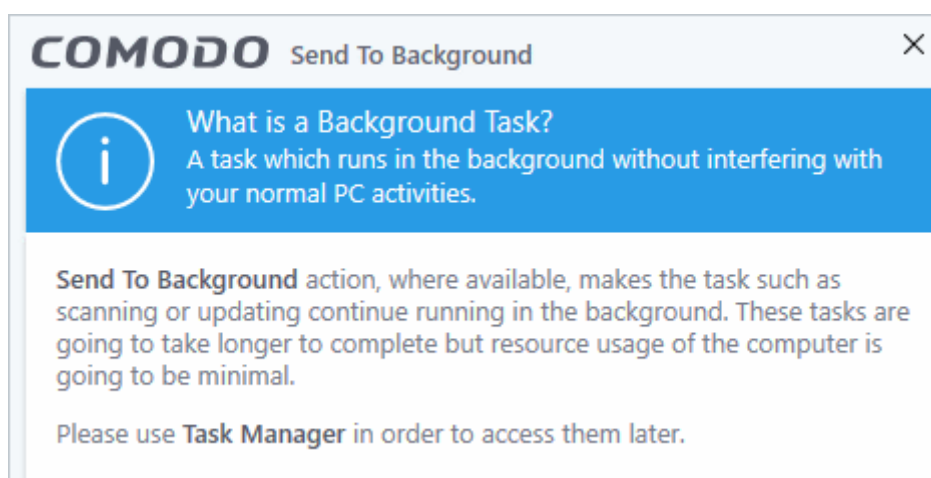 COMODO Send To Background
What is a Background Task?
A task which runs in the background without interfering with
your normal PC activities.
Send To Background action, where available, makes the task such as
scanning or updating continue running in the background. These tasks are
going to take longer to complete but resource usage of the computer is
going to be minimal.
Please use Task Manager in order to access them later.